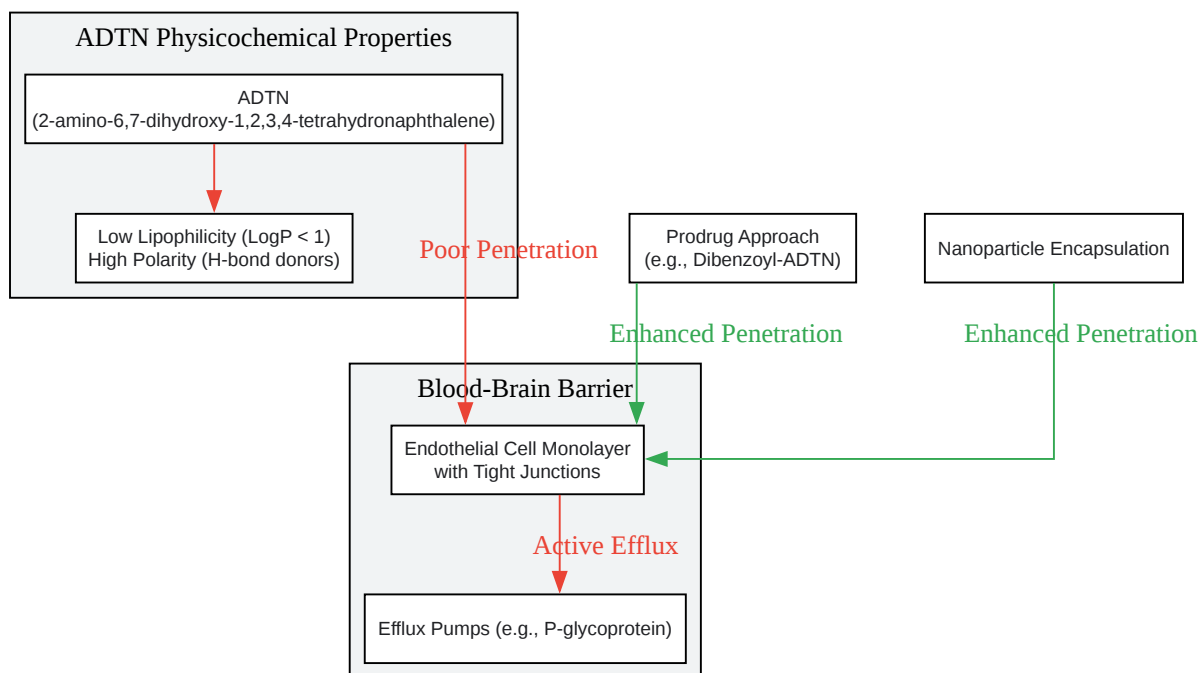 ADTN Physicochemical Properties
ADTN
(2-amino-6,7-dihydroxy-1,2,3,4-tetrahydronaphthalene)
Low Lipophilicity (LogP < 1)
High Polarity (H-bond donors)
Poor Penetration
Prodrug Approach
(e.g., Dibenzoyl-ADTN)
Nanoparticle Encapsulation
Enhanced Penetration
Enhanced Penetration
Blood-Brain Barrier
Endothelial Cell Monolayer
with Tight Junctions
Active Efflux
Efflux Pumps (e.g., P-glycoprotein)